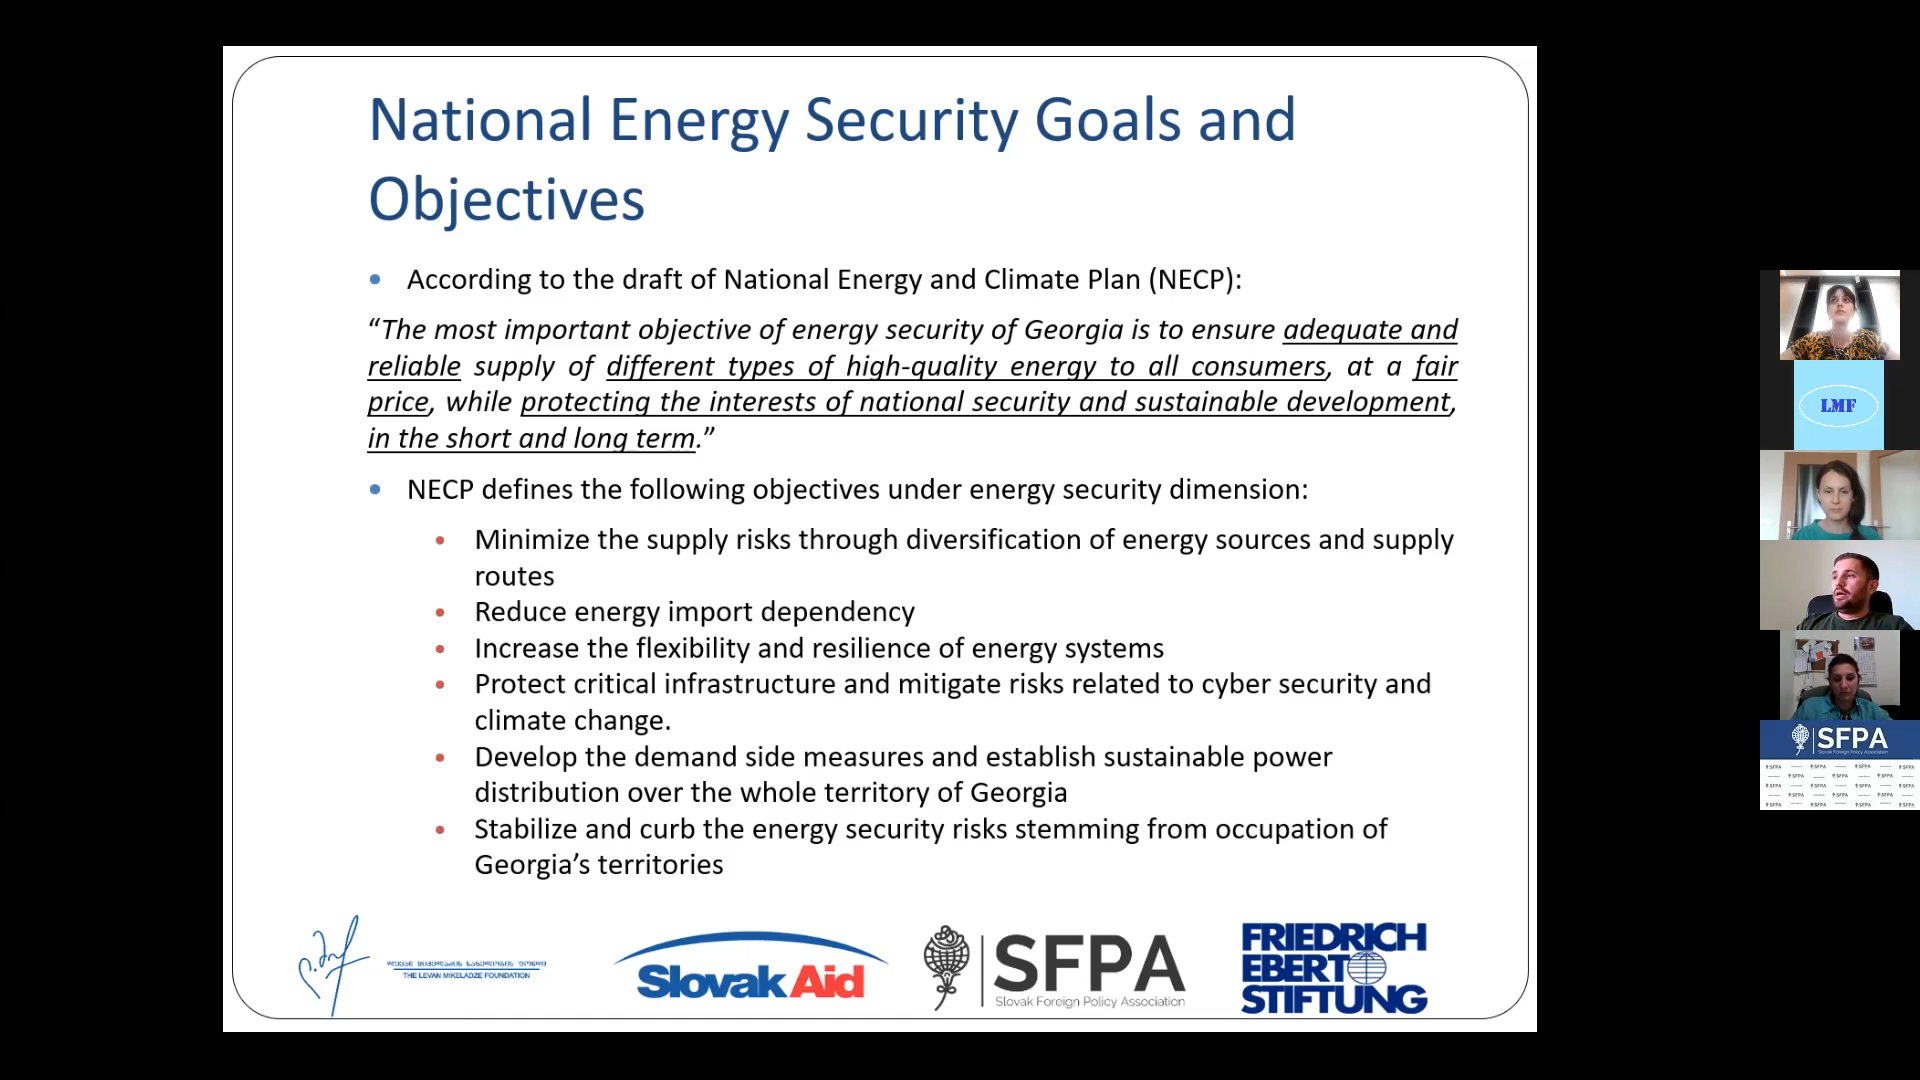 National Energy Security Goals and
Objectives
• According to the draft of National Energy and Climate Plan (NECP):
“The most important objective of energy security of Georgia is to ensure adequate and
reliable supply of different types of high-quality energy to all consumers, at a fair
price, while protecting the interests of national security and sustainable development,
in the short and long term.”
• NECP defines the following objectives under energy security dimension:
• Minimize the supply risks through diversification of energy sources and supply
routes
• Reduce energy import dependency
• Increase the flexibility and resilience of energy systems
• Protect critical infrastructure and mitigate risks related to cyber security and
climate change.
• Develop the demand side measures and establish sustainable power
distribution over the whole territory of Georgia
• Stabilize and curb the energy security risks stemming from occupation of
Georgia’s territories
THE LEVAN MIKELADZE FOUNDATION
SlovakAid
SFPA
Slovak Foreign Policy Association
FRIEDRICH
EBERT
STIFTUNG
LMF
SFPA
Slovak Foreign Policy Association